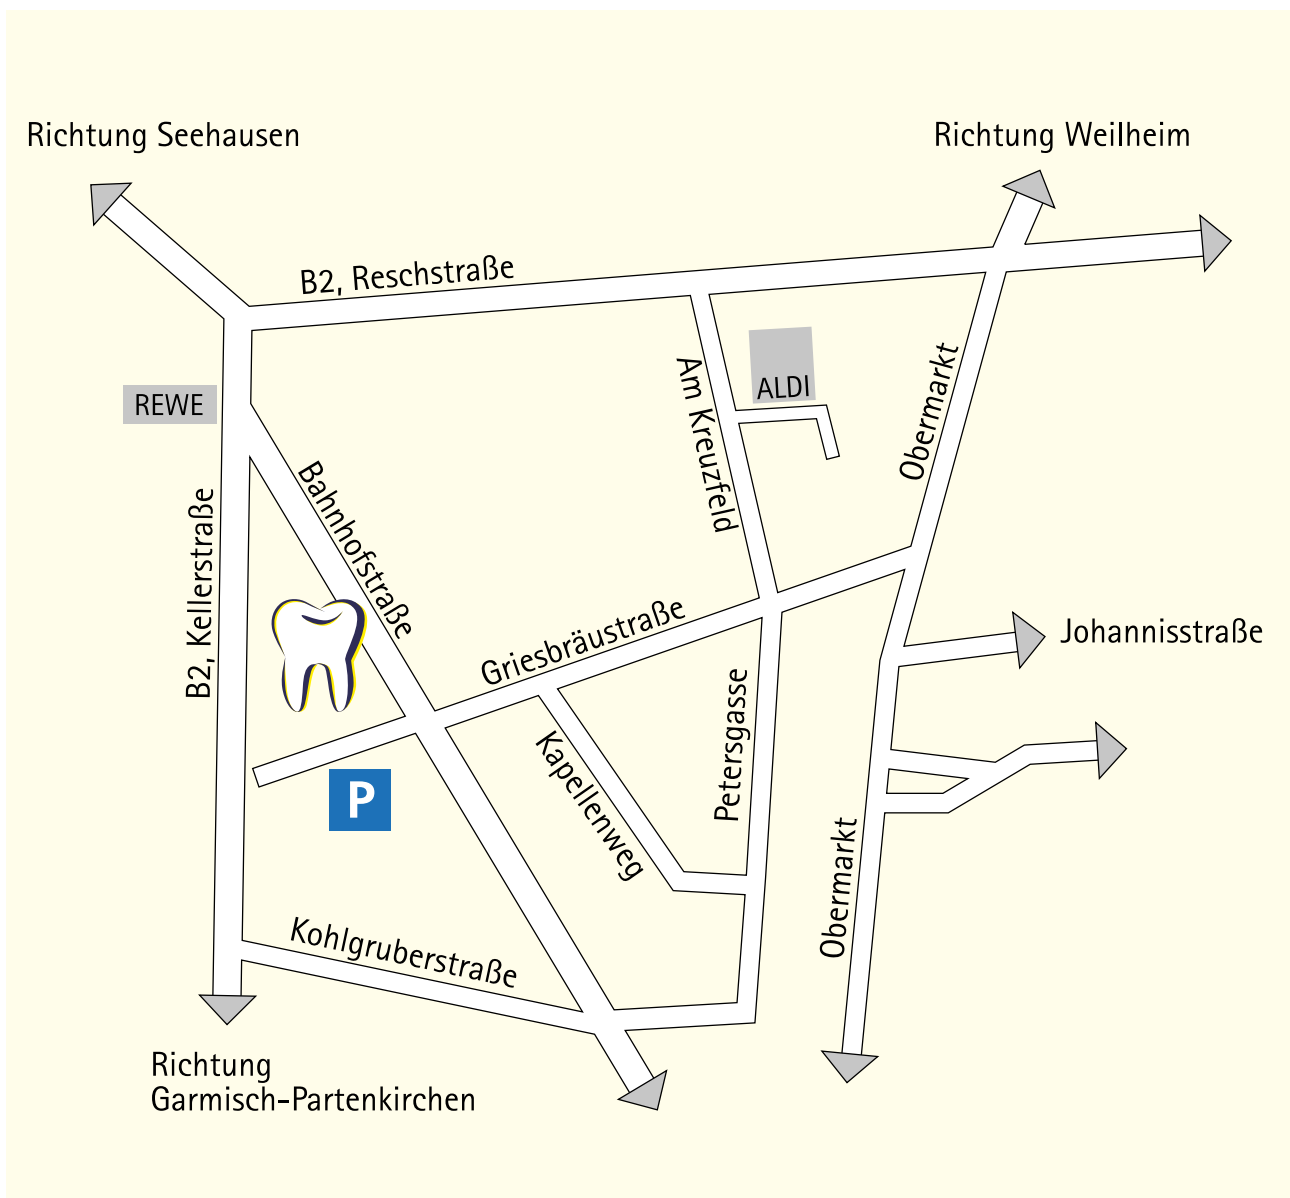 Richtung Seehausen
Richtung Weilheim
B2, Reschstraße
ALDI
REWE
Am Kreuzfeld
Obermarkt
Bahnhofstraße
B2, Kellerstraße
Griesbräustraße
Johannisstraße
Petersgasse
Kapellenweg
P
Obermarkt
Kohlgruberstraße
Richtung
Garmisch-Partenkirchen